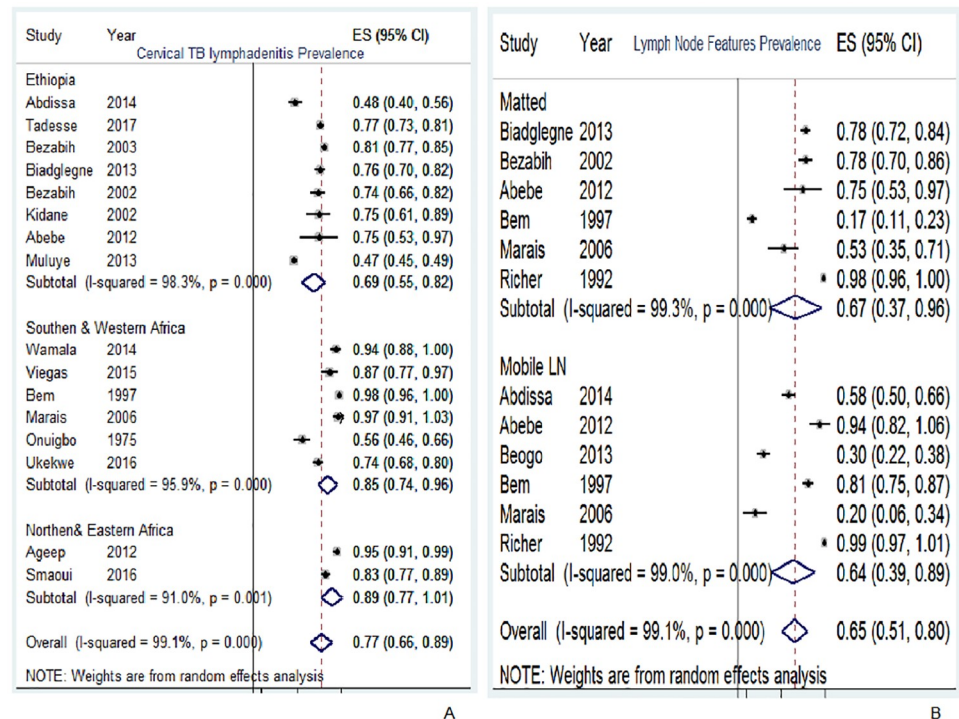 Study Year ES (95% CI)
Cervical TB lymphadenitis Prevalence
Ethiopia
Abdissa 2014 0.48 (0.40, 0.56)
Tadesse 2017 0.77 (0.73, 0.81)
Bezabih 2003 0.81 (0.77, 0.85)
Biadglegne 2013 0.76 (0.70, 0.82)
Bezabih 2002 0.74 (0.66, 0.82)
Kidane 2002 0.75 (0.61, 0.89)
Abebe 2012 0.75 (0.53, 0.97)
Muluye 2013 0.47 (0.45, 0.49)
Subtotal (I-squared = 98.3%, p = 0.000) 0.69 (0.55, 0.82)
Southen & Western Africa
Wamala 2014 0.94 (0.88, 1.00)
Viegas 2015 0.87 (0.77, 0.97)
Bem 1997 0.98 (0.96, 1.00)
Marais 2006 0.97 (0.91, 1.03)
Onuigbo 1975 0.56 (0.46, 0.66)
Ukekwe 2016 0.74 (0.68, 0.80)
Subtotal (I-squared = 95.9%, p = 0.000) 0.85 (0.74, 0.96)
Northen& Eastern Africa
Ageep 2012 0.95 (0.91, 0.99)
Smaoui 2016 0.83 (0.77, 0.89)
Subtotal (I-squared = 91.0%, p = 0.001) 0.89 (0.77, 1.01)
Overall (I-squared = 99.1%, p = 0.000) 0.77 (0.66, 0.89)
NOTE: Weights are from random effects analysis
A
Study Year Lymph Node Features Prevalence ES (95% CI)
Matted
Biadglegne 2013 0.78 (0.72, 0.84)
Bezabih 2002 0.78 (0.70, 0.86)
Abebe 2012 0.75 (0.53, 0.97)
Bem 1997 0.17 (0.11, 0.23)
Marais 2006 0.53 (0.35, 0.71)
Richer 1992 0.98 (0.96, 1.00)
Subtotal (I-squared = 99.3%, p = 0.000) 0.67 (0.37, 0.96)
Mobile LN
Abdissa 2014 0.58 (0.50, 0.66)
Abebe 2012 0.94 (0.82, 1.06)
Beogo 2013 0.30 (0.22, 0.38)
Bem 1997 0.81 (0.75, 0.87)
Marais 2006 0.20 (0.06, 0.34)
Richer 1992 0.99 (0.97, 1.01)
Subtotal (I-squared = 99.0%, p = 0.000) 0.64 (0.39, 0.89)
Overall (I-squared = 99.1%, p = 0.000) 0.65 (0.51, 0.80)
NOTE: Weights are from random effects analysis
B